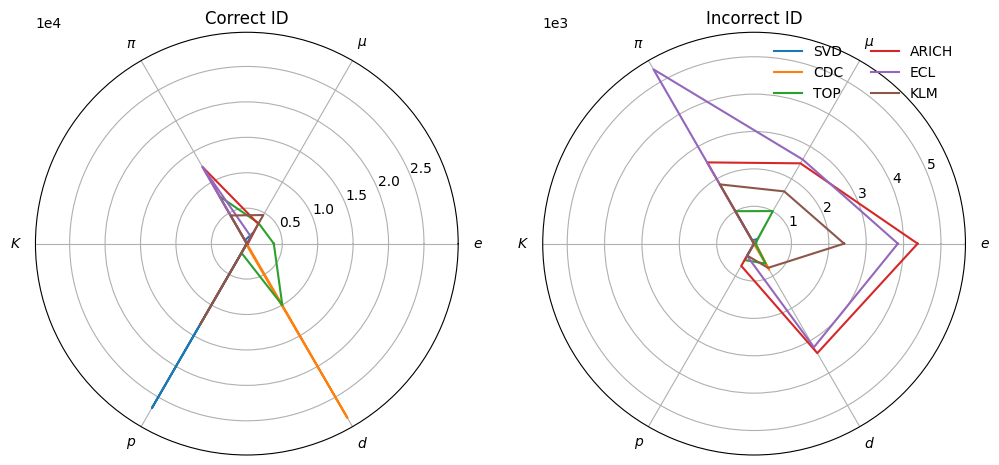 Correct ID
1e4
e
μ
π
K
p
d
0.5
1.0
1.5
2.0
2.5
Incorrect ID
1e3
e
μ
π
K
p
d
1
2
3
4
5
SVD
CDC
TOP
ARICH
ECL
KLM